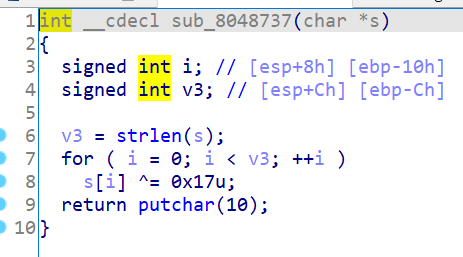 1 int __cdecl sub_8048737(char *s)
2 {
3 signed int i; // [esp+8h] [ebp-10h]
4 signed int v3; // [esp+Ch] [ebp-Ch]
5
6 v3 = strlen(s);
7 for ( i = 0; i < v3; ++i )
8 s[i] ^= 0x17u;
9 return putchar(10);
10 }